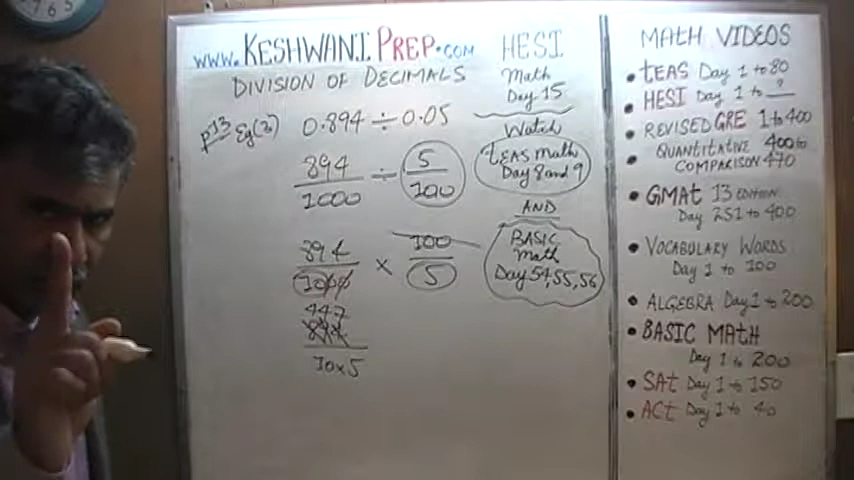 www.KESHWANIPREP.com
DIVISION OF DECIMALS
P13 Eg(2) 0.894 ÷ 0.05
894 ÷ 5
1000 100
894 × 100
1000 5
447
894
10×5
HESI
Math
Day 15
Watch
TEAS Math
Day 8 and 9
AND
BASIC
Math
Day 54,55,56
MATH VIDEOS
• TEAS Day 1 to 80
• HESI Day 1 to ?
• REVISED GRE 1 to 400
• QUANTITATIVE 400 to
COMPARISON 470
• GMAT 13 EDITION
Day 251 to 400
• VOCABULARY WORDS
Day 1 to 100
• ALGEBRA Day 1 to 200
• BASIC MATH
Day 1 to 200
• SAT Day 1 to 150
• ACT Day 1 to 40
7 6 5